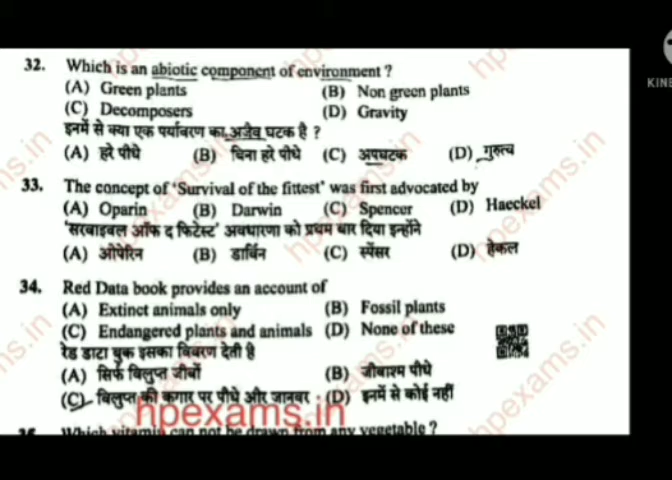 32. Which is an abiotic component of environment ?
(A) Green plants (B) Non green plants
(C) Decomposers (D) Gravity
इनमें से क्या एक पर्यावरण का अजैव घटक है ?
(A) हरे पौधे (B) बिना हरे पौधे (C) अपघटक (D) गुरुत्व
33. The concept of ‘Survival of the fittest’ was first advocated by
(A) Oparin (B) Darwin (C) Spencer (D) Haeckel
‘सरवाइवल ऑफ द फिटेस्ट’ अवधारणा को प्रथम बार दिया इन्होंने
(A) ओपेरिन (B) डार्विन (C) स्पेंसर (D) हेकल
34. Red Data book provides an account of
(A) Extinct animals only (B) Fossil plants
(C) Endangered plants and animals (D) None of these
रेड डाटा बुक इसका विवरण देती है
(A) सिर्फ विलुप्त जीवों (B) जीवाश्म पौधे
(C) विलुप्त की कगार पर पौधे और जानवर (D) इनमें से कोई नहीं
hpexams.in
Which vitamin can not be drawn from any vegetable ?
KINE